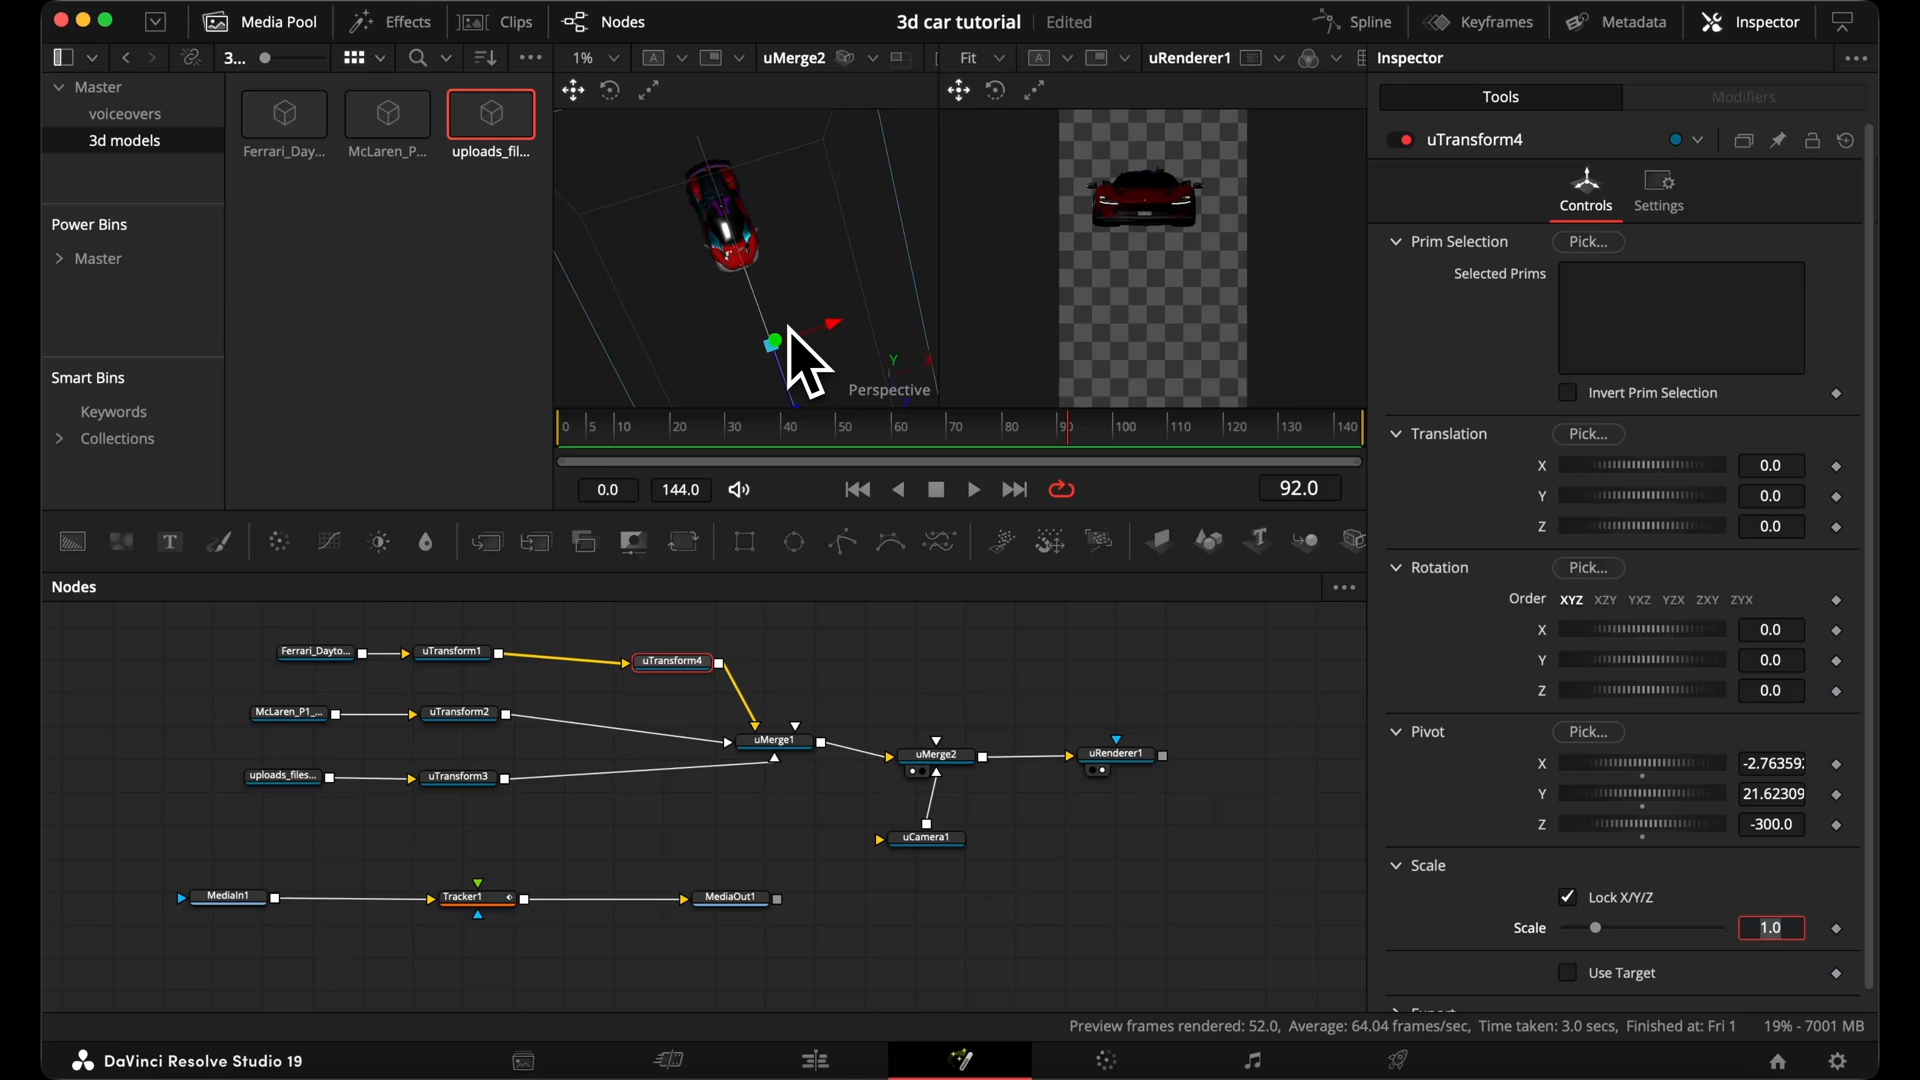 Media Pool
Effects
Clips
Nodes
3d car tutorial
Edited
Spline
Keyframes
Metadata
Inspector
3...
1%
A
uMerge2
Fit
A
uRenderer1
Inspector
Master
voiceovers
3d models
Power Bins
Master
Smart Bins
Keywords
Collections
Ferrari_Day...
McLaren_P...
uploads_fil...
Y
X
Perspective
0 5 10 20 30 40 50 60 70 80 90 100 110 120 130 140
0.0
144.0
92.0
T
T
Nodes
Ferrari_Dayto...
uTransform1
uTransform4
McLaren_P1_...
uTransform2
uMerge1
uMerge2
uRenderer1
uploads_files...
uTransform3
uCamera1
MediaIn1
Tracker1
MediaOut1
Tools
Modifiers
uTransform4
Controls
Settings
Prim Selection
Pick...
Selected Prims
Invert Prim Selection
Translation
Pick...
X 0.0
Y 0.0
Z 0.0
Rotation
Pick...
Order XYZ XZY YXZ YZX ZXY ZYX
X 0.0
Y 0.0
Z 0.0
Pivot
Pick...
X -2.76359
Y 21.62309
Z -300.0
Scale
Lock X/Y/Z
Scale 1.0
Use Target
Preview frames rendered: 52.0, Average: 64.04 frames/sec, Time taken: 3.0 secs, Finished at: Fri 1
19% - 7001 MB
DaVinci Resolve Studio 19